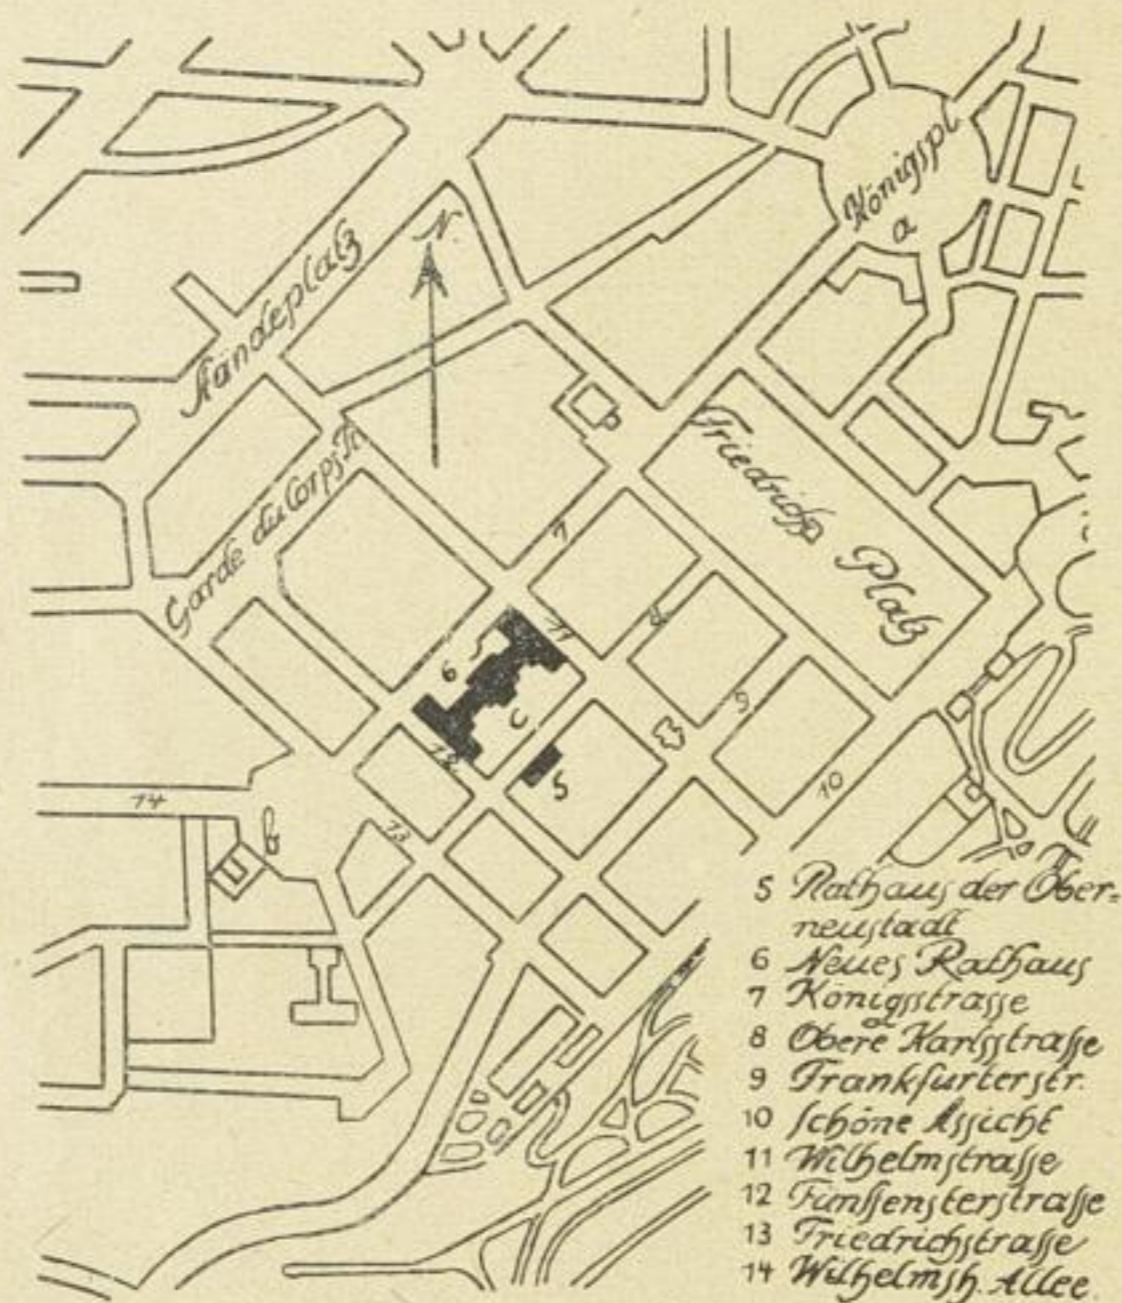 Königspl.
a
N.
Ständeplatz
Friedrichs Platz
Garde du Corps Str.
7
11
8
6
9
C
12
5
10
14
13
b
5 Rathaus der Ober-
neustadt
6 Neues Rathaus
7 Königsstrasse
8 Obere Karlsstrasse
9 Frankfurterstr.
10 Schöne Assicht
11 Wilhelmstrasse
12 Fünffensterstrasse
13 Friedrichstrasse
14 Wilhelmsh. Allee.